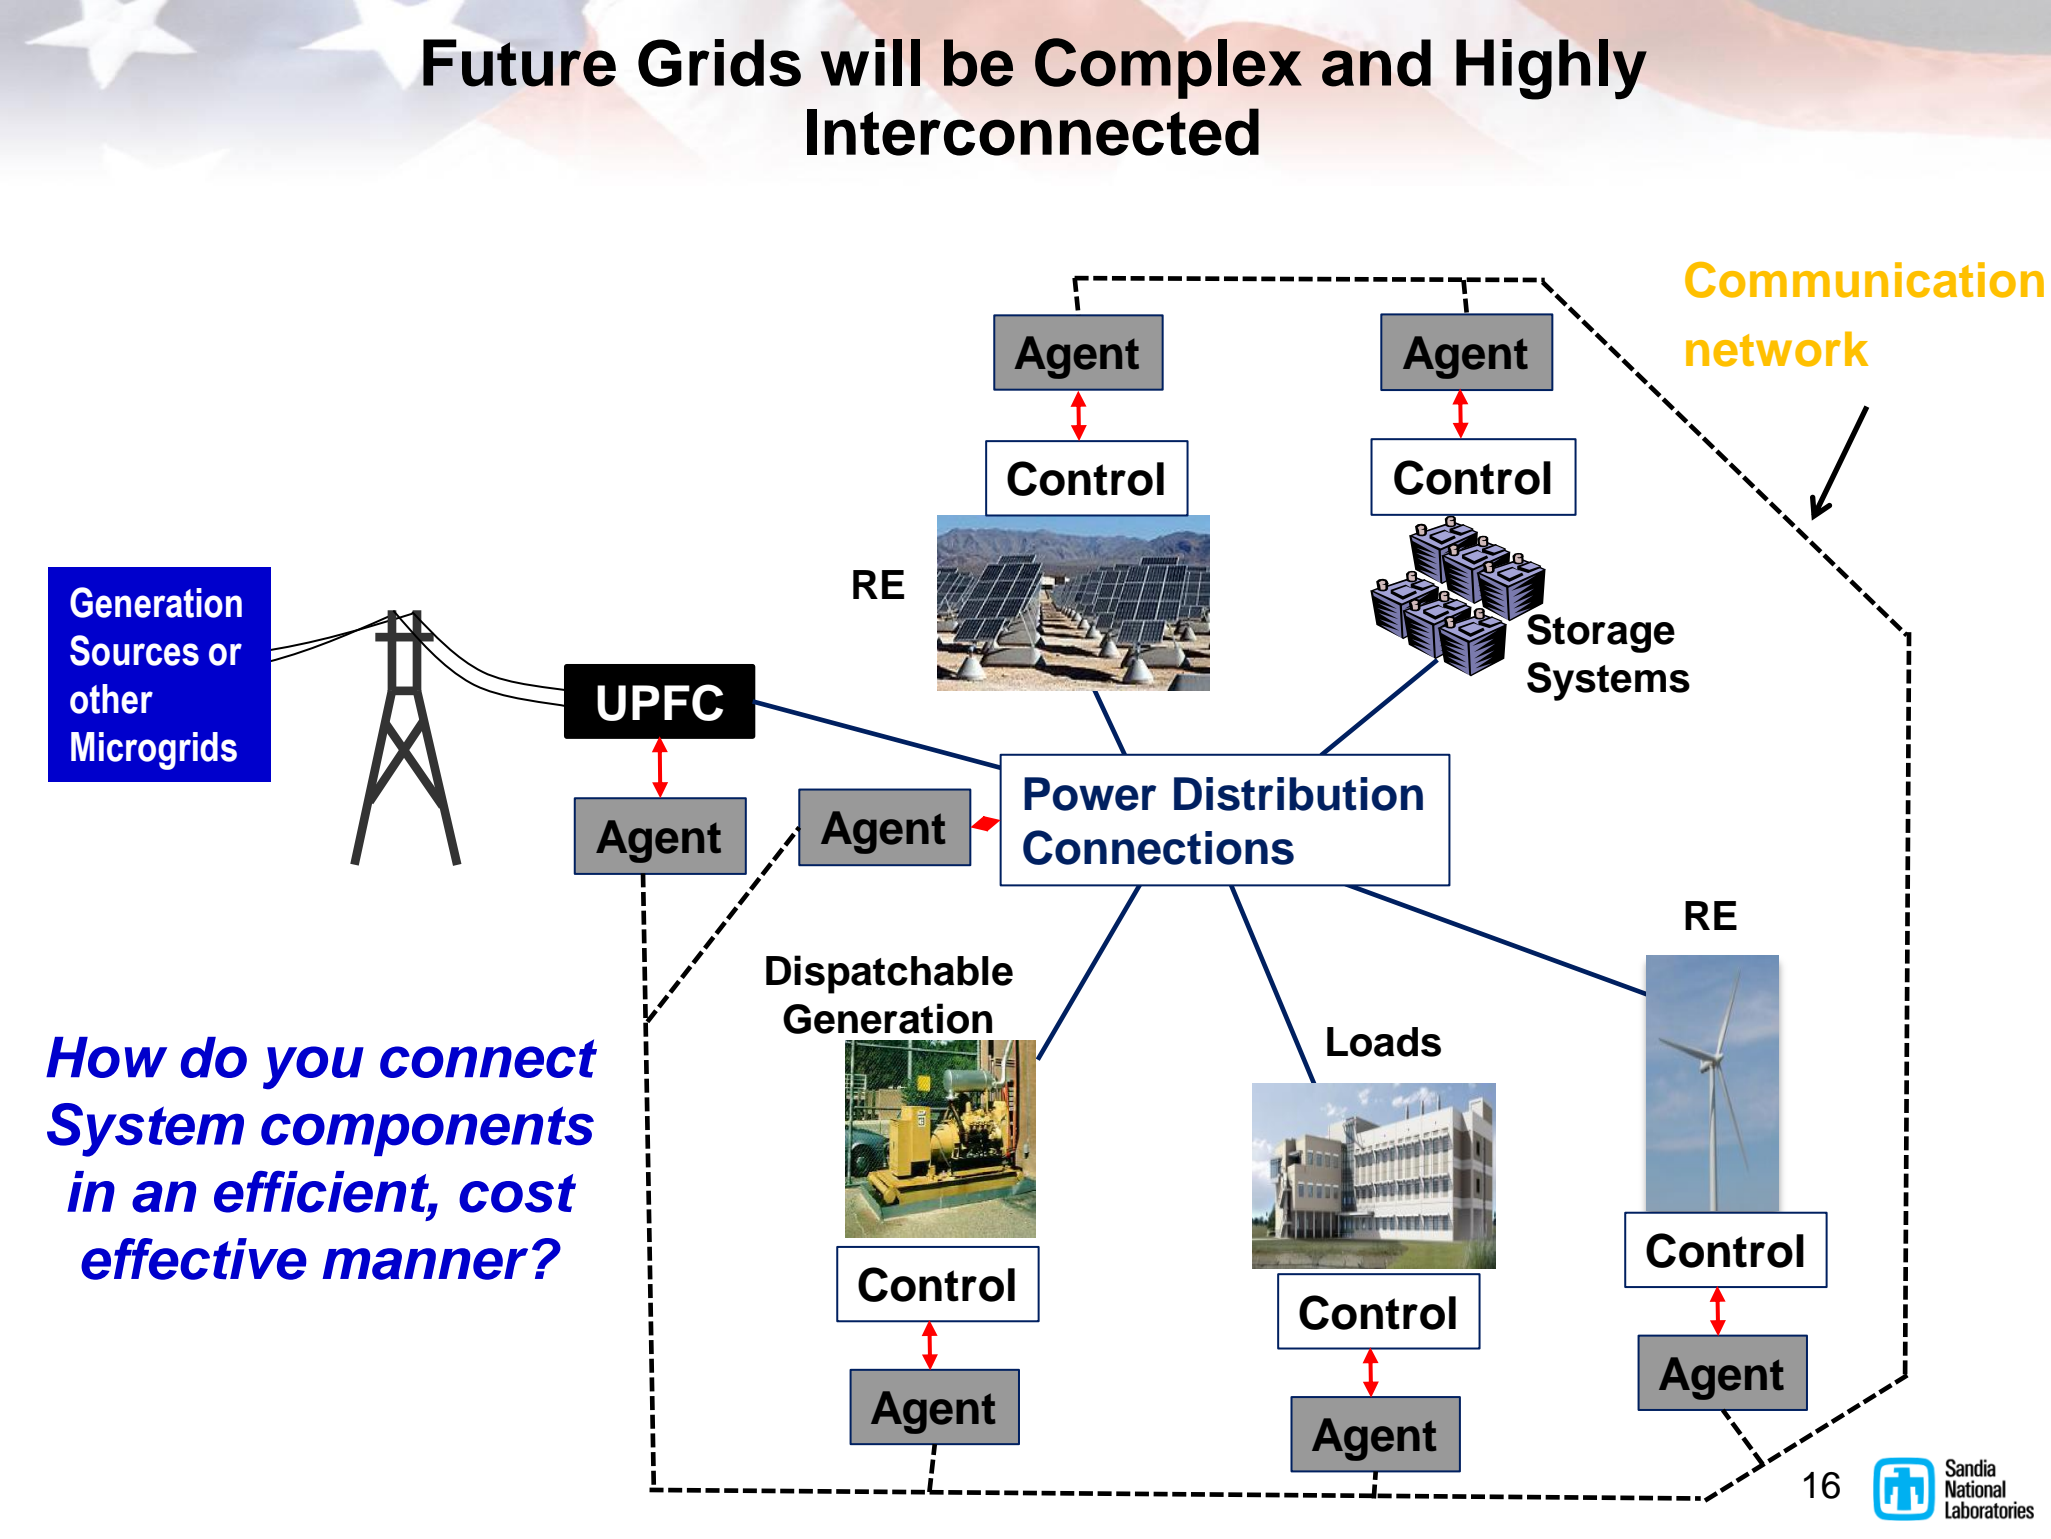 Future Grids will be Complex and Highly
Interconnected
Communication
network
Agent
Agent
Control
Control
RE
Storage
Systems
Generation
Sources or
other
Microgrids
UPFC
Agent
Agent
Power Distribution
Connections
RE
Dispatchable
Generation
Loads
How do you connect
System components
in an efficient, cost
effective manner?
Control
Control
Control
Agent
Agent
Agent
16
Sandia
National
Laboratories